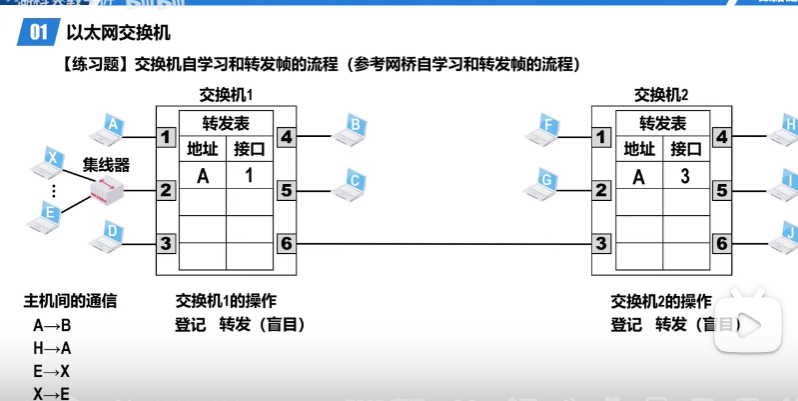 01 以太网交换机
【练习题】交换机自学习和转发帧的流程（参考网桥自学习和转发帧的流程）
交换机1 交换机2
A 1 转发表 4 B F 1 转发表 4 H
地址 接口 地址 接口
X 集线器 A 1 A 3
2 5 C G 2 5 I
E
D 3 6 3 6 J
主机间的通信 交换机1的操作 交换机2的操作
A→B 登记 转发（盲目） 登记 转发（盲目）
H→A
E→X
X→E